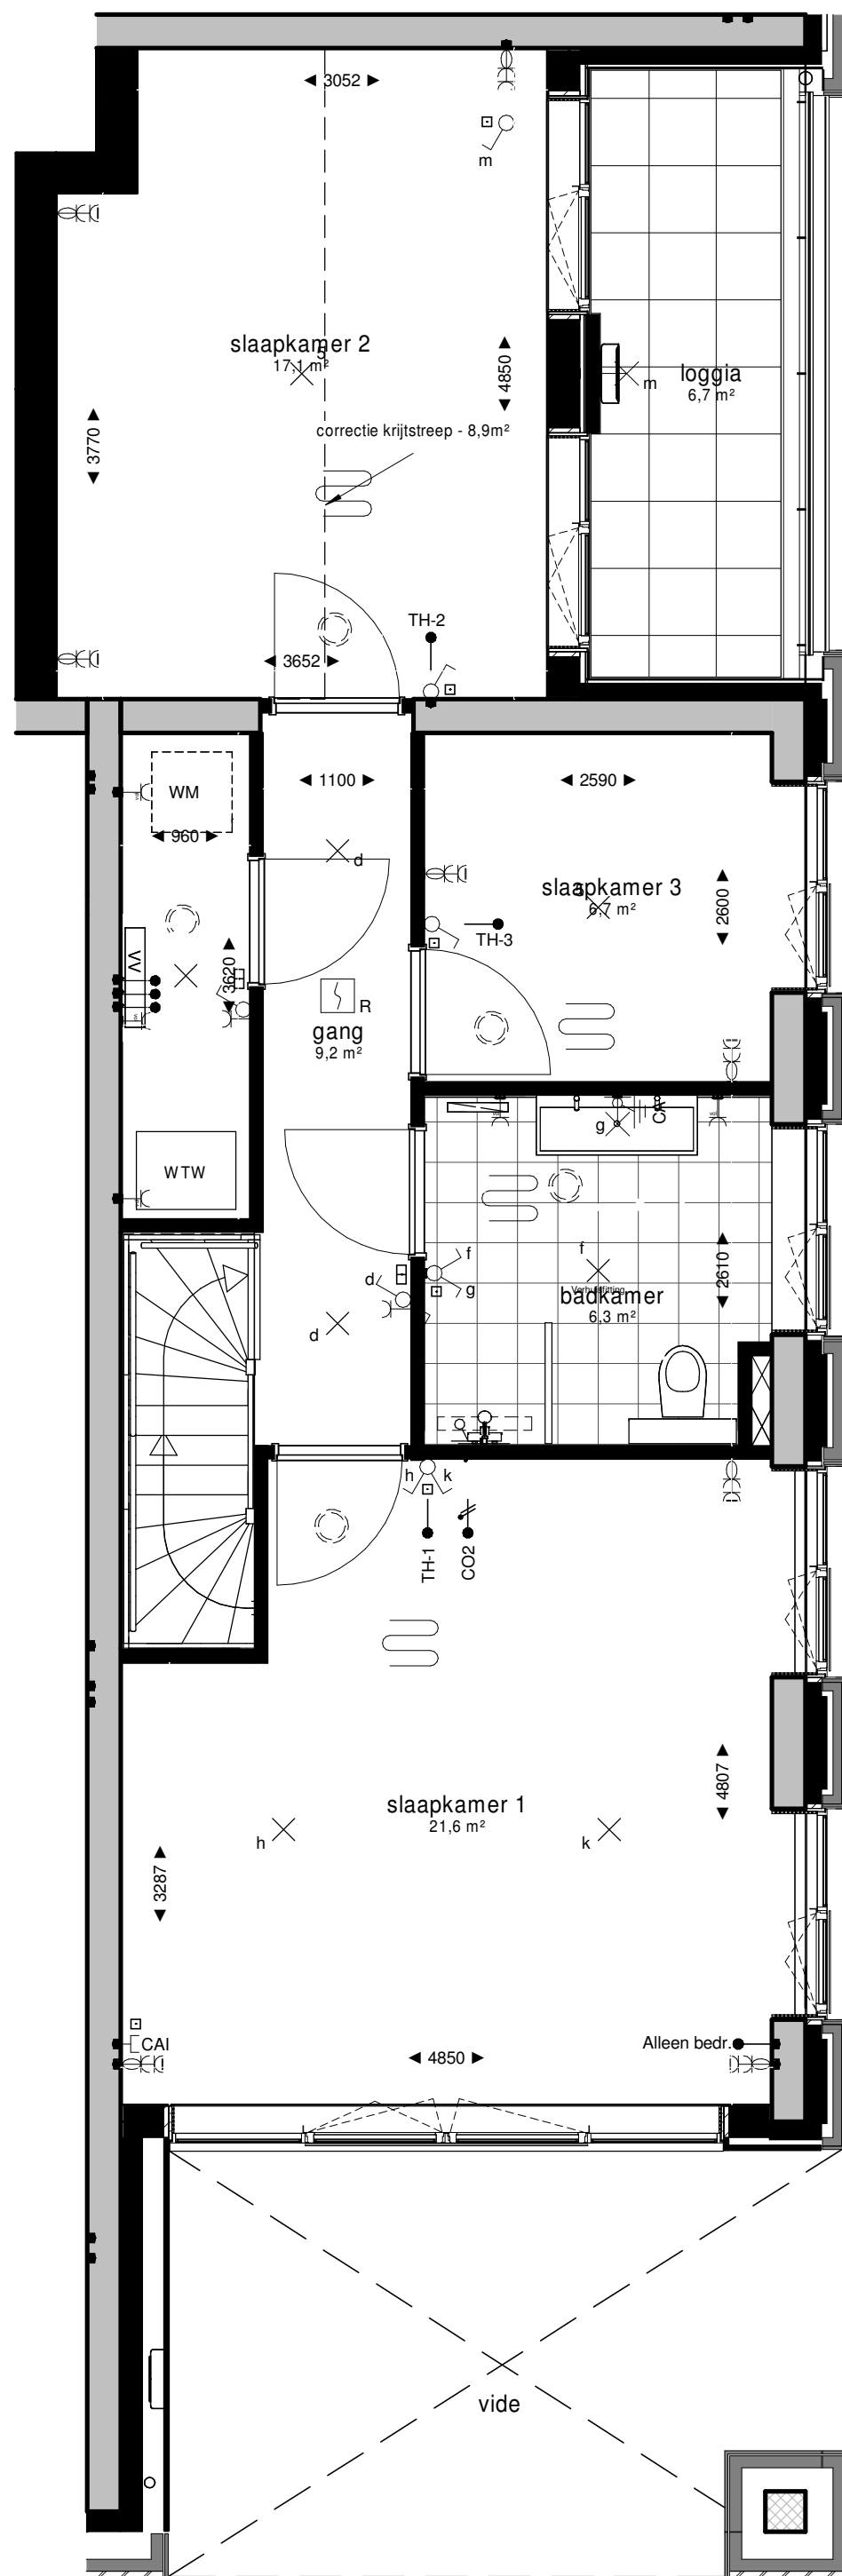 3052
m
slaapkamer 2
17,1 m²
4850
loggia
6,7 m²
m
3770
correctie krijtstreep - 8,9m²
TH-2
3652
WM
960
1100
2590
d
slaapkamer 3
6,7 m²
2600
TH-3
VV
3620
R
gang
9,2 m²
g
CAI
WTW
f
g
f
2610
d
badkamer
6,3 m²
d
h
k
TH-1
CO2
slaapkamer 1
21,6 m²
4807
h
k
3287
CAI
Alleen bedr.
4850
vide